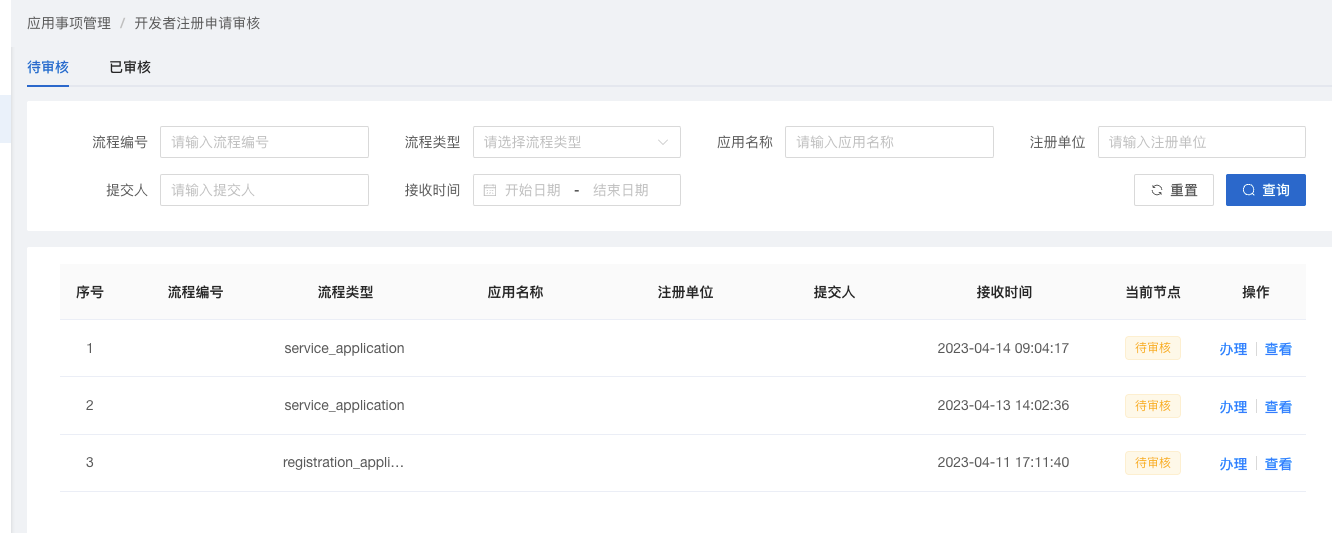 应用事项管理 / 开发者注册申请审核
待审核 已审核
流程编号 请输入流程编号 流程类型 请选择流程类型 应用名称 请输入应用名称 注册单位 请输入注册单位
提交人 请输入提交人 接收时间 开始日期 - 结束日期 重置 查询
序号 流程编号 流程类型 应用名称 注册单位 提交人 接收时间 当前节点 操作
1 service_application 2023-04-14 09:04:17 待审核 办理 查看
2 service_application 2023-04-13 14:02:36 待审核 办理 查看
3 registration_appli... 2023-04-11 17:11:40 待审核 办理 查看